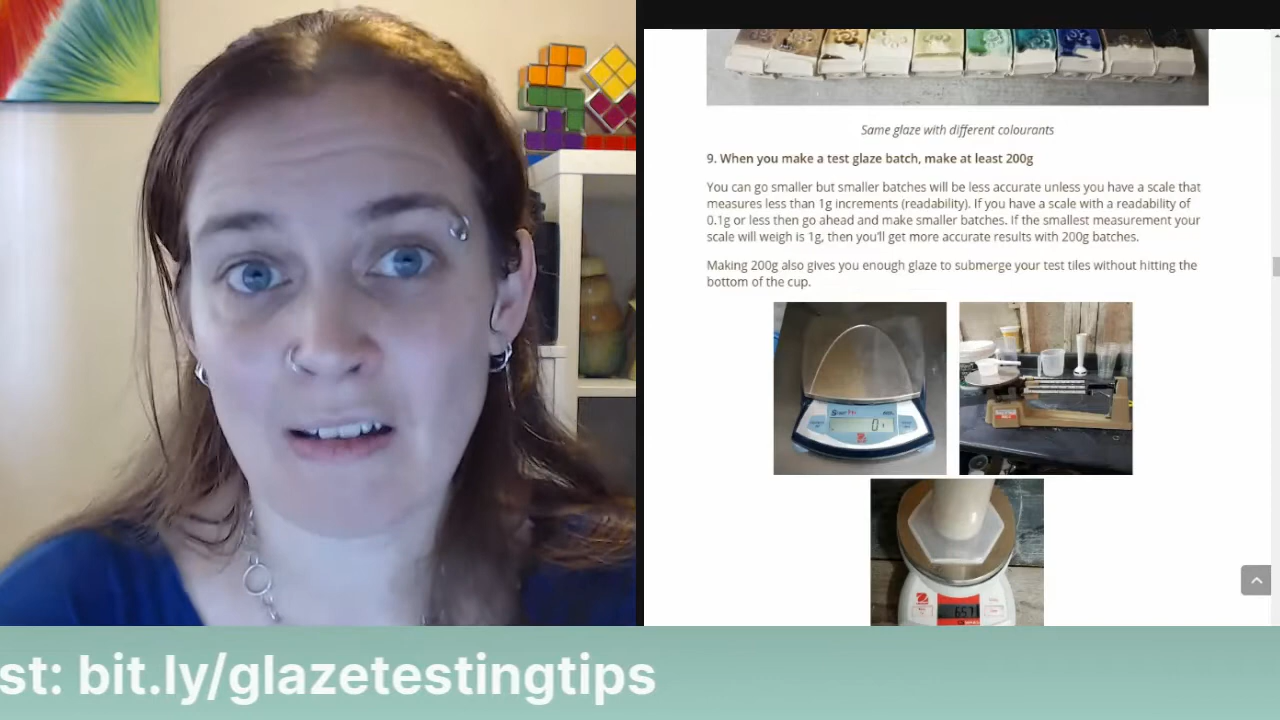 Same glaze with different colourants
9. When you make a test glaze batch, make at least 200g
You can go smaller but smaller batches will be less accurate unless you have a scale that
measures less than 1g increments (readability). If you have a scale with a readability of
0.1g or less then go ahead and make smaller batches. If the smallest measurement your
scale will weigh is 1g, then you'll get more accurate results with 200g batches.
Making 200g also gives you enough glaze to submerge your test tiles without hitting the
bottom of the cup.
st: bit.ly/glazetestingtips